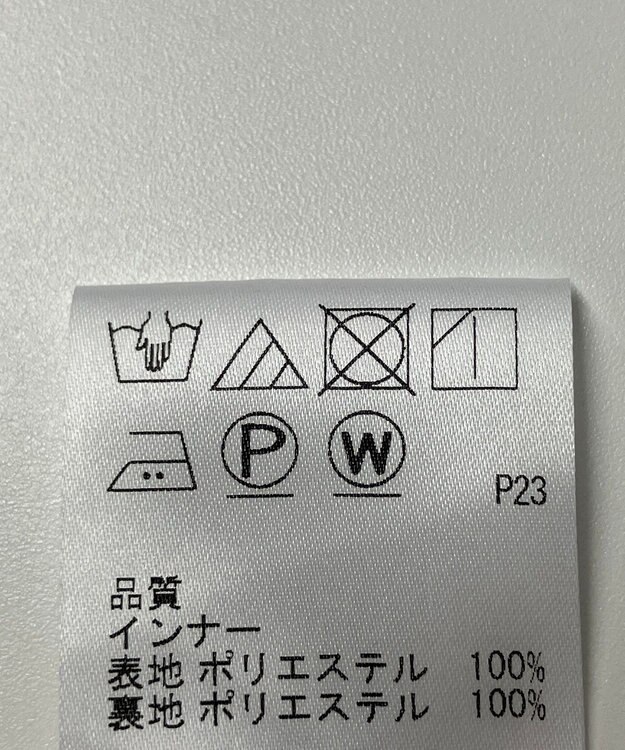 P W P23
品質
インナー
表地 ポリエステル 100%
裏地 ポリエステル 100%